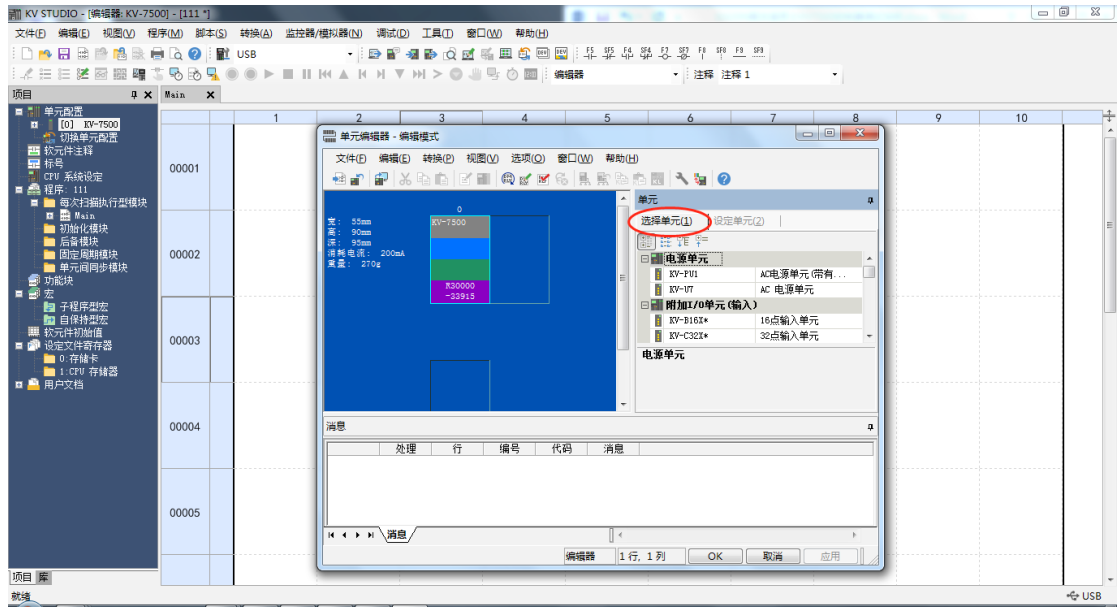 KV STUDIO - [编辑器: KV-7500] - [111 *]
文件(F) 编辑(E) 视图(V) 程序(M) 脚本(S) 转换(A) 监控器/模拟器(N) 调试(D) 工具(T) 窗口(W) 帮助(H)
USB
F5 SF5 F4 SF4 F7 SF7 F8 SF8 F9 SF9
编辑器 注释 注释 1
项目
Main
单元配置
[0] KV-7500
切换单元配置
软元件注释
标号
CPU 系统设定
程序: 111
每次扫描执行型模块
Main
初始化模块
后备模块
固定周期模块
单元间同步模块
功能块
宏
子程序型宏
自保持型宏
软元件初始值
设定文件寄存器
0:存储卡
1:CPU 存储器
用户文档
项目 库
就绪
1 2 3 4 5 6 7 8 9 10
00001
00002
00003
00004
00005
单元编辑器 - 编辑模式
文件(F) 编辑(E) 转换(P) 视图(V) 选项(O) 窗口(W) 帮助(H)
宽: 55mm
高: 90mm
深: 95mm
消耗电流: 200mA
重量: 270g
0
KV-7500
R30000
-33915
单元
选择单元(1) 设定单元(2)
电源单元
KV-PU1 AC电源单元(带有...
KV-U7 AC 电源单元
附加I/O单元(输入)
KV-B16X* 16点输入单元
KV-C32X* 32点输入单元
电源单元
消息
处理 行 编号 代码 消息
消息
编辑器 1 行, 1 列 OK 取消 应用
USB